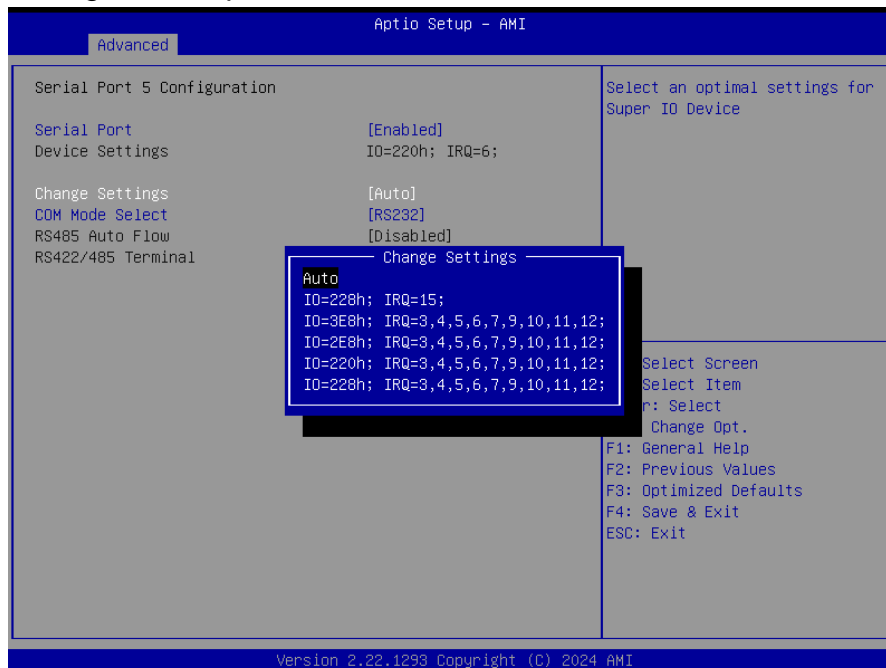 Aptio Setup - AMI
Advanced
Serial Port 5 Configuration
Serial Port [Enabled]
Device Settings IO=220h; IRQ=6;
Change Settings [Auto]
COM Mode Select [RS232]
RS485 Auto Flow [Disabled]
RS422/485 Terminal
Change Settings
Auto
IO=228h; IRQ=15;
IO=3E8h; IRQ=3,4,5,6,7,9,10,11,12;
IO=2E8h; IRQ=3,4,5,6,7,9,10,11,12;
IO=220h; IRQ=3,4,5,6,7,9,10,11,12;
IO=228h; IRQ=3,4,5,6,7,9,10,11,12;
Select an optimal settings for
Super IO Device
Select Screen
Select Item
r: Select
Change Opt.
F1: General Help
F2: Previous Values
F3: Optimized Defaults
F4: Save & Exit
ESC: Exit
Version 2.22.1293 Copyright (C) 2024 AMI